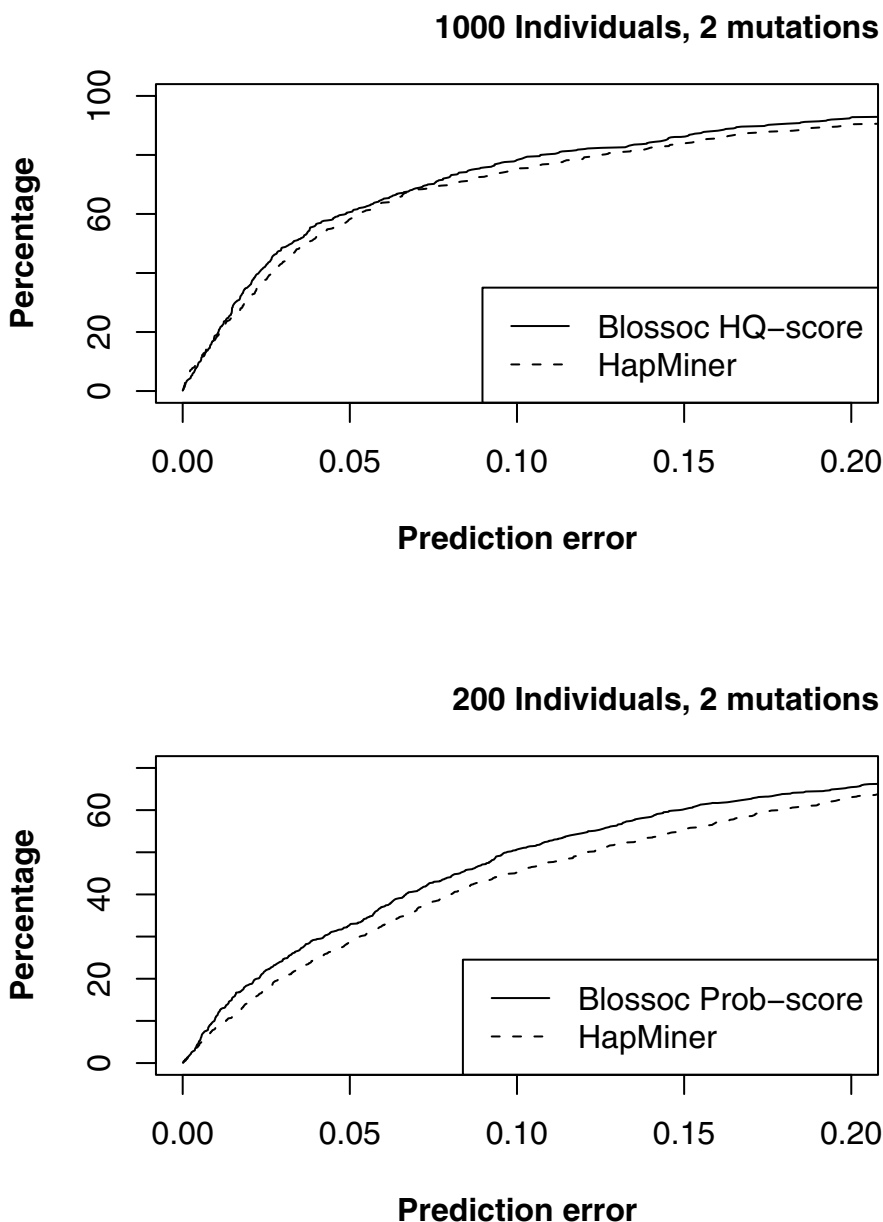 1000 Individuals, 2 mutations
Percentage
100
60
20
0
Blossoc HQ−score
HapMiner
0.00 0.05 0.10 0.15 0.20
Prediction error
200 Individuals, 2 mutations
Percentage
60
40
20
0
Blossoc Prob−score
HapMiner
0.00 0.05 0.10 0.15 0.20
Prediction error